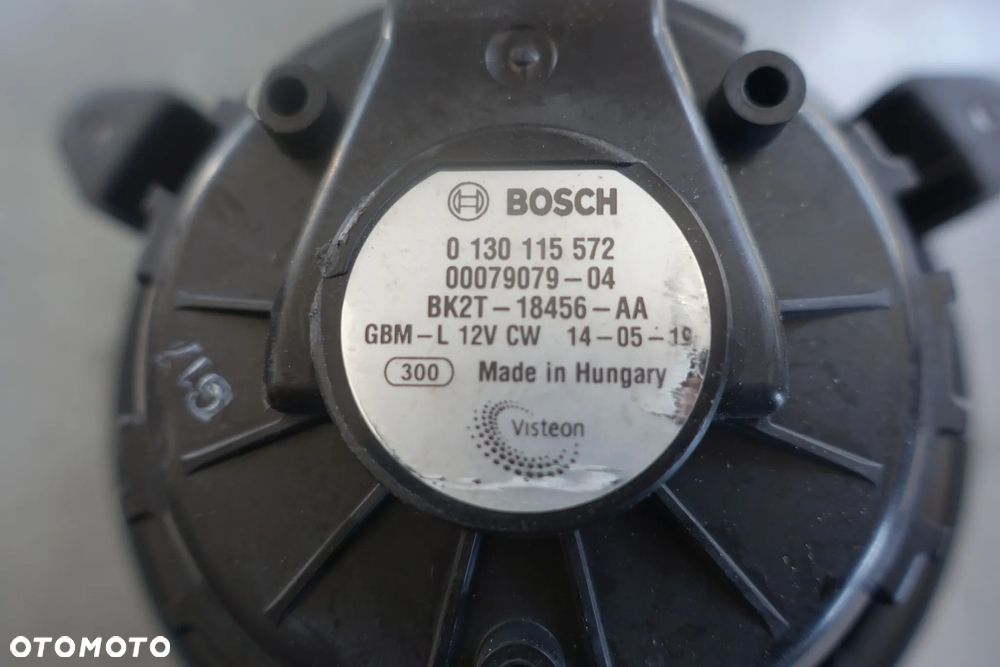 BOSCH
0 130 115 572
00079079-04
BK2T-18456-AA
GBM-L 12V CW 14-05-19
300 Made in Hungary
Visteon
OTOMOTO